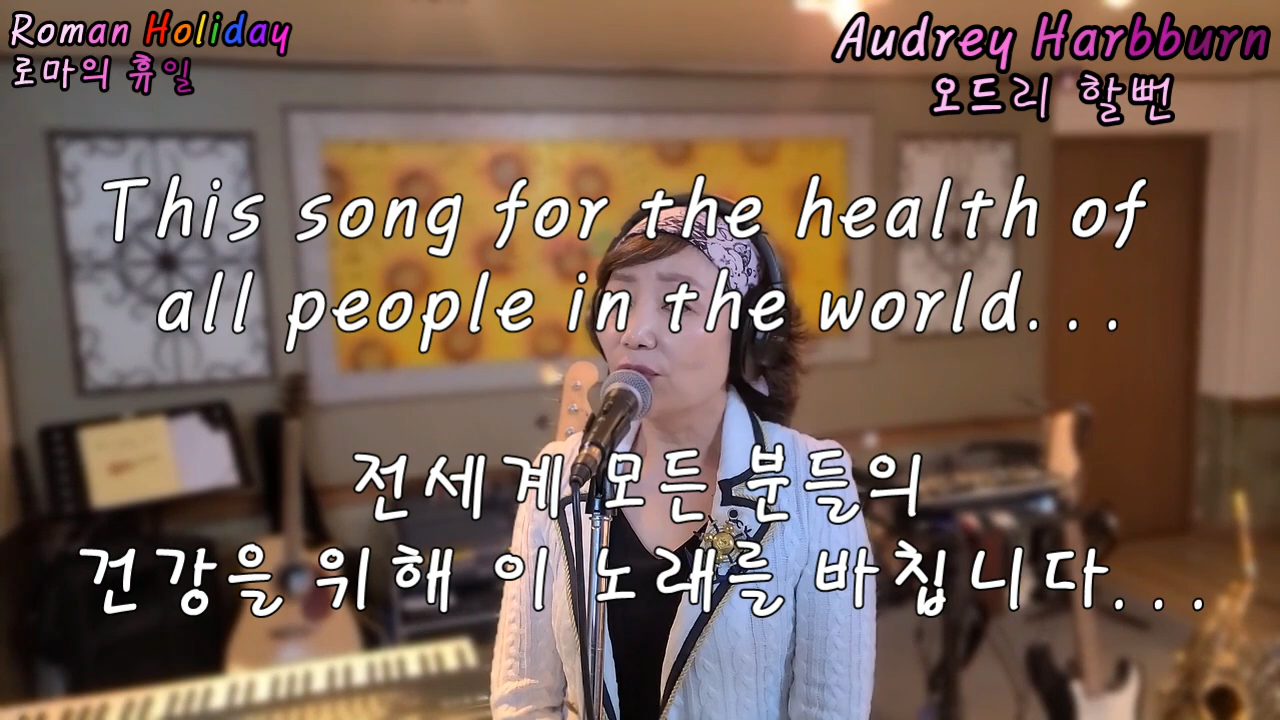 Roman Holiday
로마의 휴일
Audrey Harbburn
오드리 할뻔
This song for the health of
all people in the world...
전세계 모든 분들의
건강을 위해 이 노래를 바칩니다...